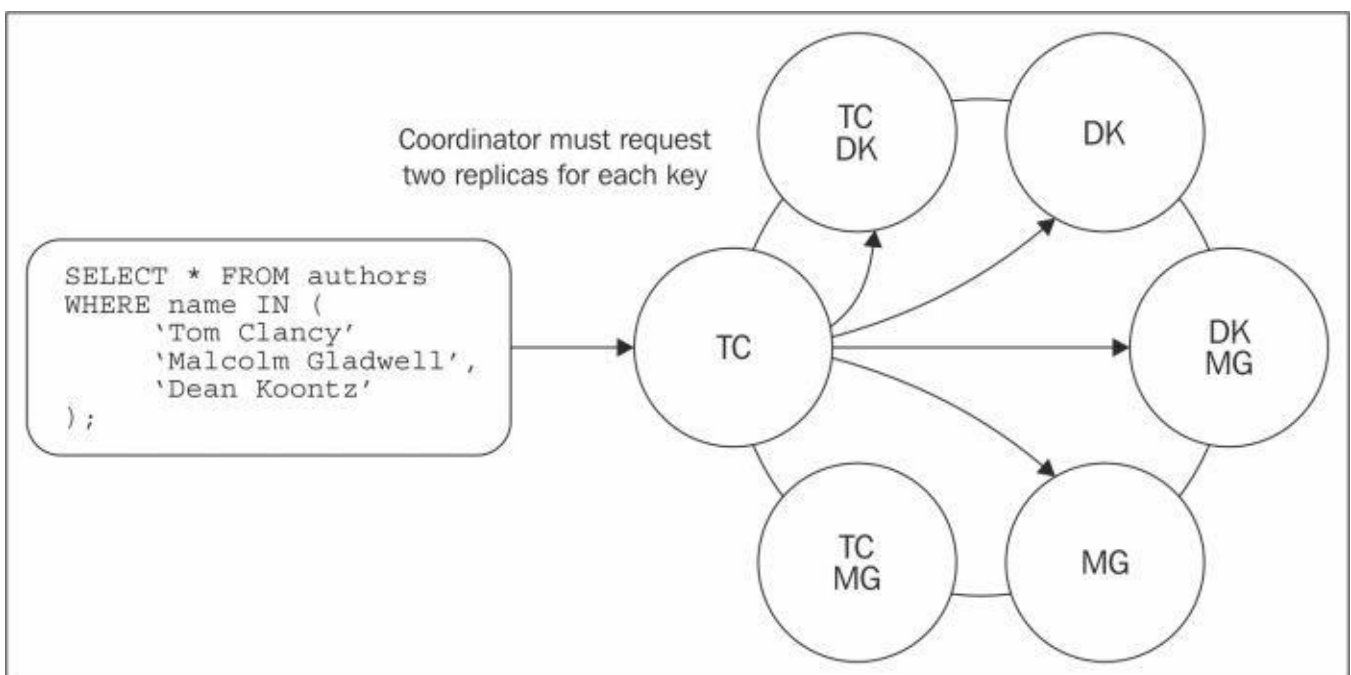 Coordinator must request
two replicas for each key
SELECT * FROM authors
WHERE name IN (
‘Tom Clancy’
‘Malcolm Gladwell’,
‘Dean Koontz’
);
TC
TC
DK
DK
DK
MG
MG
TC
MG